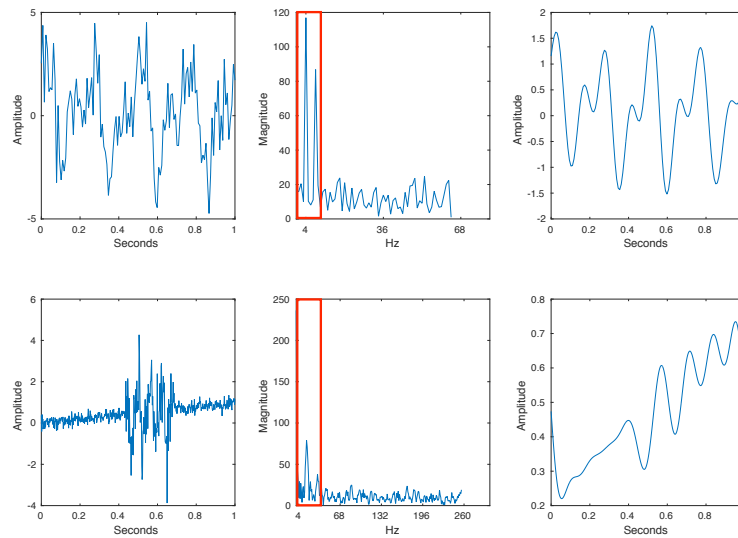 5
0
-5
Amplitude
0 0.2 0.4 0.6 0.8 1
Seconds
120
100
80
60
40
20
0
Magnitude
4 36 68
Hz
2
1.5
1
0.5
0
-0.5
-1
-1.5
-2
Amplitude
0 0.2 0.4 0.6 0.8
Seconds
6
4
2
0
-2
-4
Amplitude
0 0.2 0.4 0.6 0.8 1
Seconds
250
200
150
100
50
0
Magnitude
4 68 132 196 260
Hz
0.8
0.7
0.6
0.5
0.4
0.3
0.2
Amplitude
0 0.2 0.4 0.6 0.8
Seconds